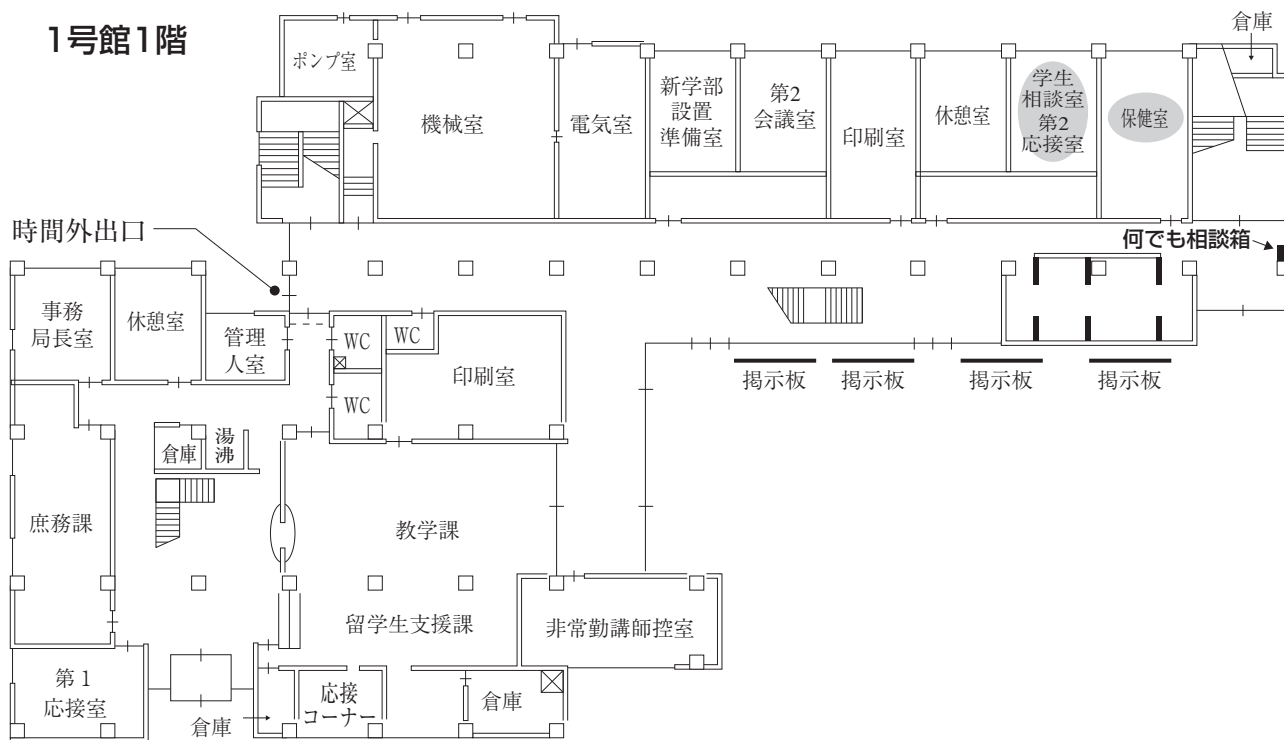 1号館1階
倉庫
ポンプ室
機械室
電気室
新学部
設置
準備室
第2
会議室
印刷室
休憩室
学生
相談室
第2
応接室
保健室
時間外出口
何でも相談箱
事務
局長室
休憩室
管理
人室
WC
WC
WC
印刷室
掲示板
掲示板
掲示板
掲示板
倉庫
湯沸
庶務課
教学課
留学生支援課
非常勤講師控室
第1
応接室
倉庫
応接
コーナー
倉庫